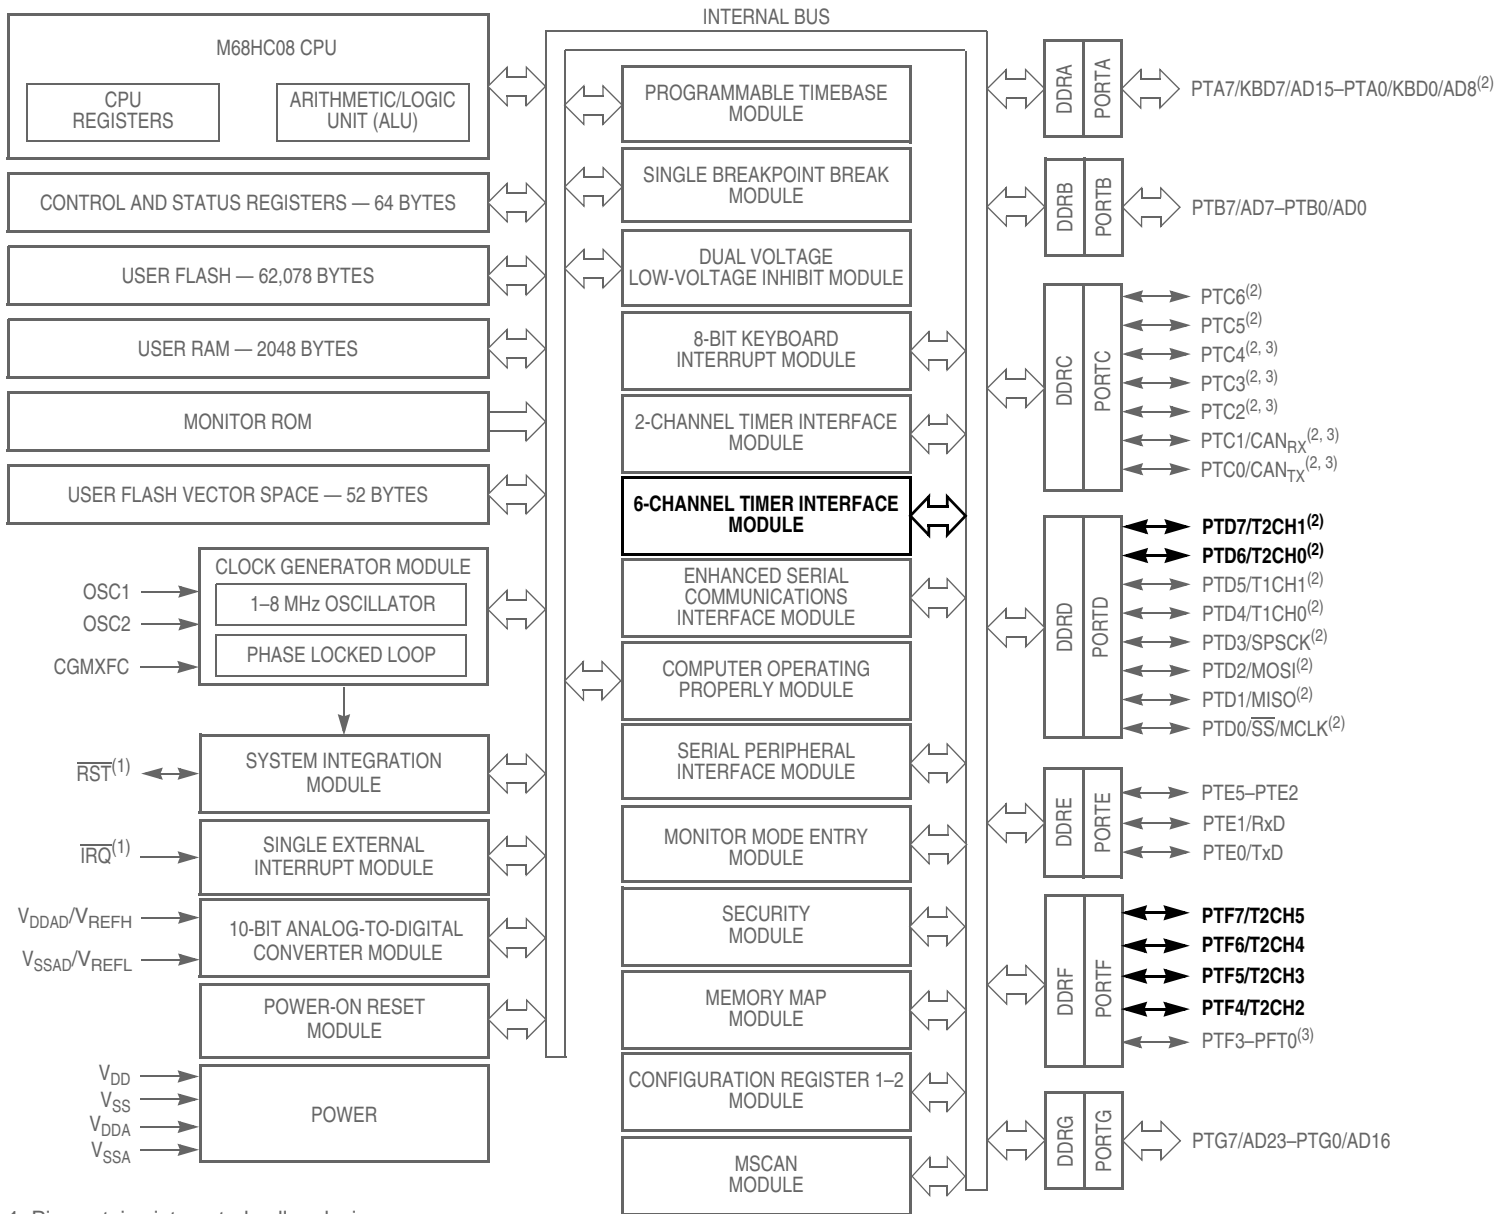 INTERNAL BUS
M68HC08 CPU
CPU
REGISTERS
ARITHMETIC/LOGIC
UNIT (ALU)
CONTROL AND STATUS REGISTERS — 64 BYTES
USER FLASH — 62,078 BYTES
USER RAM — 2048 BYTES
MONITOR ROM
USER FLASH VECTOR SPACE — 52 BYTES
CLOCK GENERATOR MODULE
1–8 MHz OSCILLATOR
PHASE LOCKED LOOP
OSC1
OSC2
CGMXFC
SYSTEM INTEGRATION
MODULE
RST(1)
SINGLE EXTERNAL
INTERRUPT MODULE
IRQ(1)
10-BIT ANALOG-TO-DIGITAL
CONVERTER MODULE
VDDAD/VREFH
VSSAD/VREFL
POWER-ON RESET
MODULE
POWER
VDD
VSS
VDDA
VSSA
PROGRAMMABLE TIMEBASE
MODULE
SINGLE BREAKPOINT BREAK
MODULE
DUAL VOLTAGE
LOW-VOLTAGE INHIBIT MODULE
8-BIT KEYBOARD
INTERRUPT MODULE
2-CHANNEL TIMER INTERFACE
MODULE
6-CHANNEL TIMER INTERFACE
MODULE
ENHANCED SERIAL
COMMUNICATIONS
INTERFACE MODULE
COMPUTER OPERATING
PROPERLY MODULE
SERIAL PERIPHERAL
INTERFACE MODULE
MONITOR MODE ENTRY
MODULE
SECURITY
MODULE
MEMORY MAP
MODULE
CONFIGURATION REGISTER 1–2
MODULE
MSCAN
MODULE
DDRA
PORTA
PTA7/KBD7/AD15–PTA0/KBD0/AD8(2)
DDRB
PORTB
PTB7/AD7–PTB0/AD0
DDRC
PORTC
PTC6(2)
PTC5(2)
PTC4(2, 3)
PTC3(2, 3)
PTC2(2, 3)
PTC1/CANRX(2, 3)
PTC0/CANTX(2, 3)
DDRD
PORTD
PTD7/T2CH1(2)
PTD6/T2CH0(2)
PTD5/T1CH1(2)
PTD4/T1CH0(2)
PTD3/SPSCK(2)
PTD2/MOSI(2)
PTD1/MISO(2)
PTD0/SS/MCLK(2)
DDRE
PORTE
PTE5–PTE2
PTE1/RxD
PTE0/TxD
DDRF
PORTF
PTF7/T2CH5
PTF6/T2CH4
PTF5/T2CH3
PTF4/T2CH2
PTF3–PFT0(3)
DDRG
PORTG
PTG7/AD23–PTG0/AD16